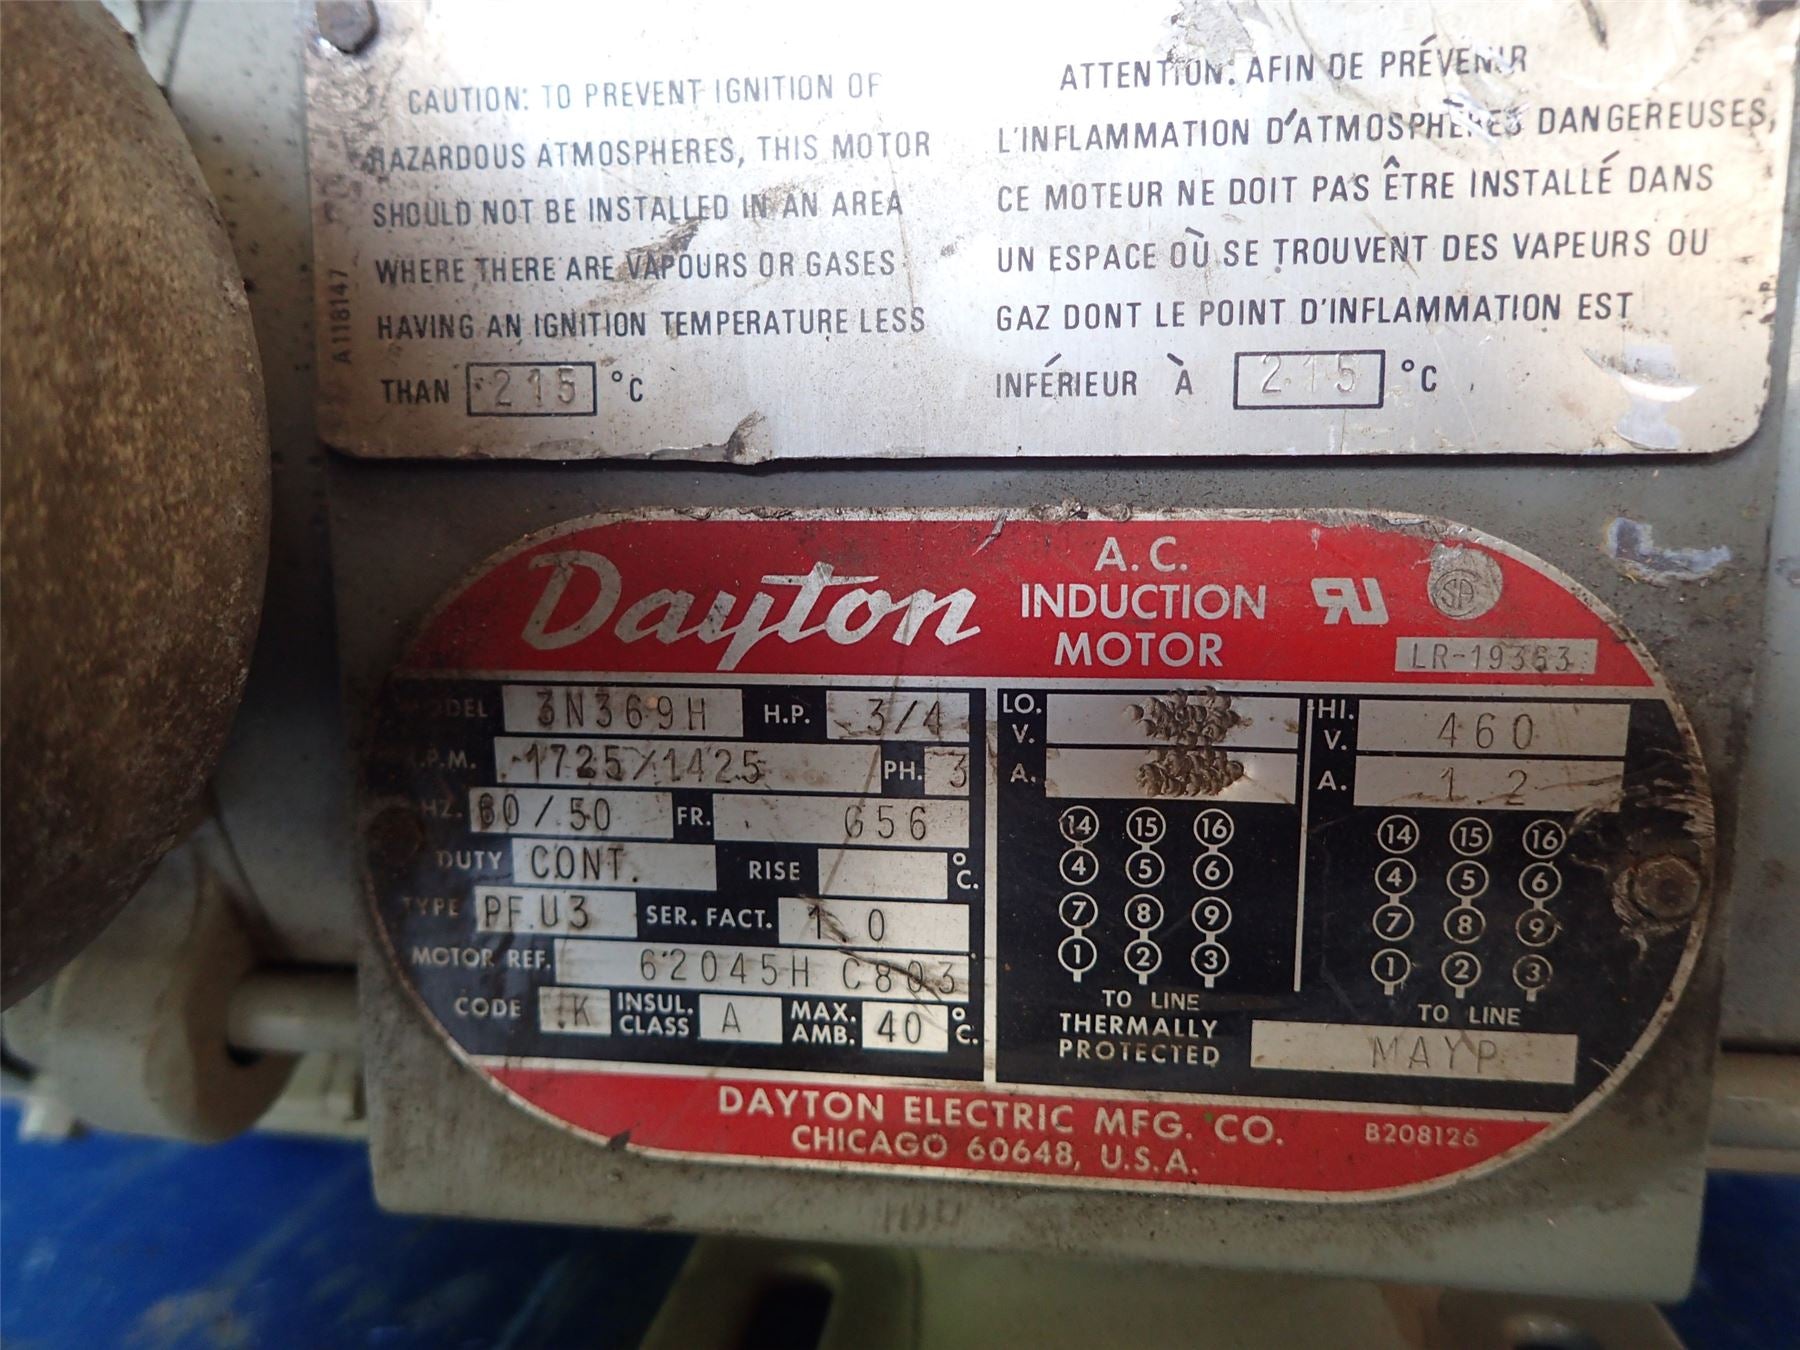 CAUTION: TO PREVENT IGNITION OF
HAZARDOUS ATMOSPHERES, THIS MOTOR
SHOULD NOT BE INSTALLED IN AN AREA
WHERE THERE ARE VAPOURS OR GASES
HAVING AN IGNITION TEMPERATURE LESS
THAN 215 °C
A118147
ATTENTION: AFIN DE PRÉVENIR
L'INFLAMMATION D'ATMOSPHÈRES DANGEREUSES,
CE MOTEUR NE DOIT PAS ÊTRE INSTALLÉ DANS
UN ESPACE OÙ SE TROUVENT DES VAPEURS OU
GAZ DONT LE POINT D'INFLAMMATION EST
INFÉRIEUR À 215 °C
Dayton
A.C.
INDUCTION
MOTOR
RU
SA
LR-19363
MODEL 3N369H H.P. 3/4
R.P.M. 1725/1425 PH. 3
HZ. 60/50 FR. G56
DUTY CONT. RISE °C.
TYPE PF.U3 SER. FACT. 1.0
MOTOR REF. 62045H C803
CODE K INSUL. CLASS A MAX. AMB. 40 °C.
LO. V.
A.
14 15 16
4 5 6
7 8 9
1 2 3
TO LINE
HI. V. 460
A. 1.2
14 15 16
4 5 6
7 8 9
1 2 3
TO LINE
THERMALLY
PROTECTED MAYP
DAYTON ELECTRIC MFG. CO.
CHICAGO 60648, U.S.A.
B208126